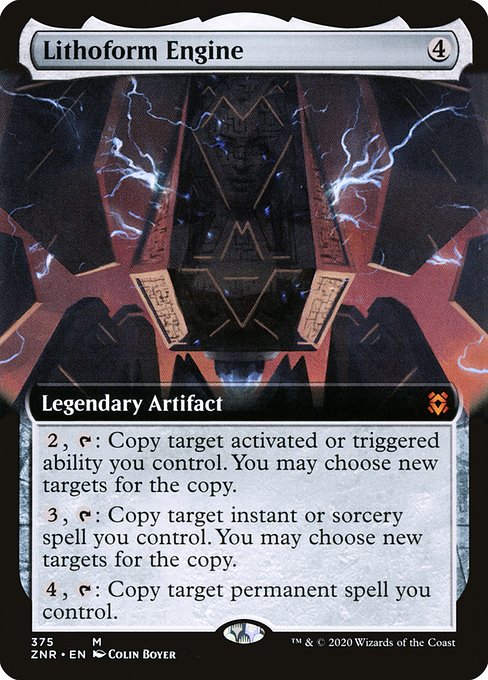 Lithoform Engine 4
Legendary Artifact
2, : Copy target activated or triggered
ability you control. You may choose new
targets for the copy.
3, : Copy target instant or sorcery
spell you control. You may choose new
targets for the copy.
4, : Copy target permanent spell you
control.
375 M
ZNR • EN Colin Boyer
™ & © 2020 Wizards of the Coast